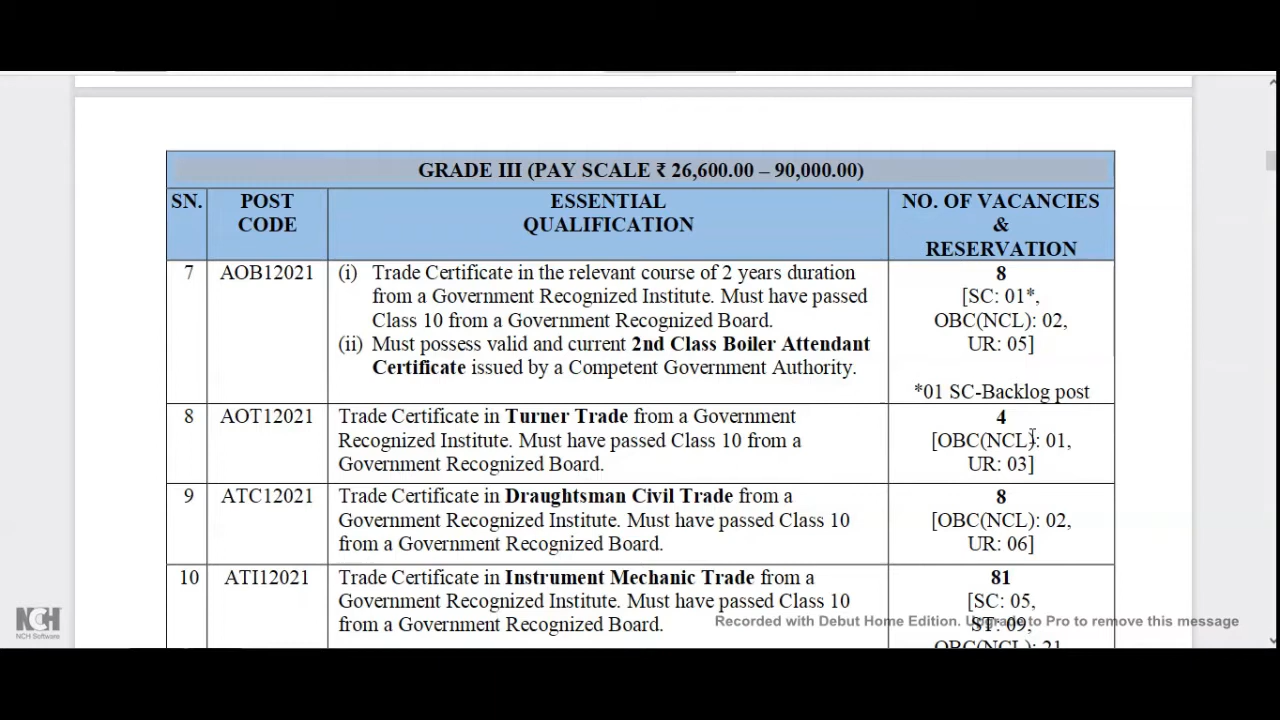 GRADE III (PAY SCALE ₹ 26,600.00 – 90,000.00)
SN.
POST
CODE
ESSENTIAL
QUALIFICATION
NO. OF VACANCIES
&
RESERVATION
7
AOB12021
(i) Trade Certificate in the relevant course of 2 years duration
from a Government Recognized Institute. Must have passed
Class 10 from a Government Recognized Board.
(ii) Must possess valid and current 2nd Class Boiler Attendant
Certificate issued by a Competent Government Authority.
8
[SC: 01*,
OBC(NCL): 02,
UR: 05]
*01 SC-Backlog post
8
AOT12021
Trade Certificate in Turner Trade from a Government
Recognized Institute. Must have passed Class 10 from a
Government Recognized Board.
4
[OBC(NCL): 01,
UR: 03]
9
ATC12021
Trade Certificate in Draughtsman Civil Trade from a
Government Recognized Institute. Must have passed Class 10
from a Government Recognized Board.
8
[OBC(NCL): 02,
UR: 06]
10
ATI12021
Trade Certificate in Instrument Mechanic Trade from a
Government Recognized Institute. Must have passed Class 10
from a Government Recognized Board.
81
[SC: 05,
ST: 09,
OBC(NCL): 21
NCH
NCH Software
Recorded with Debut Home Edition. Upgrade to Pro to remove this message